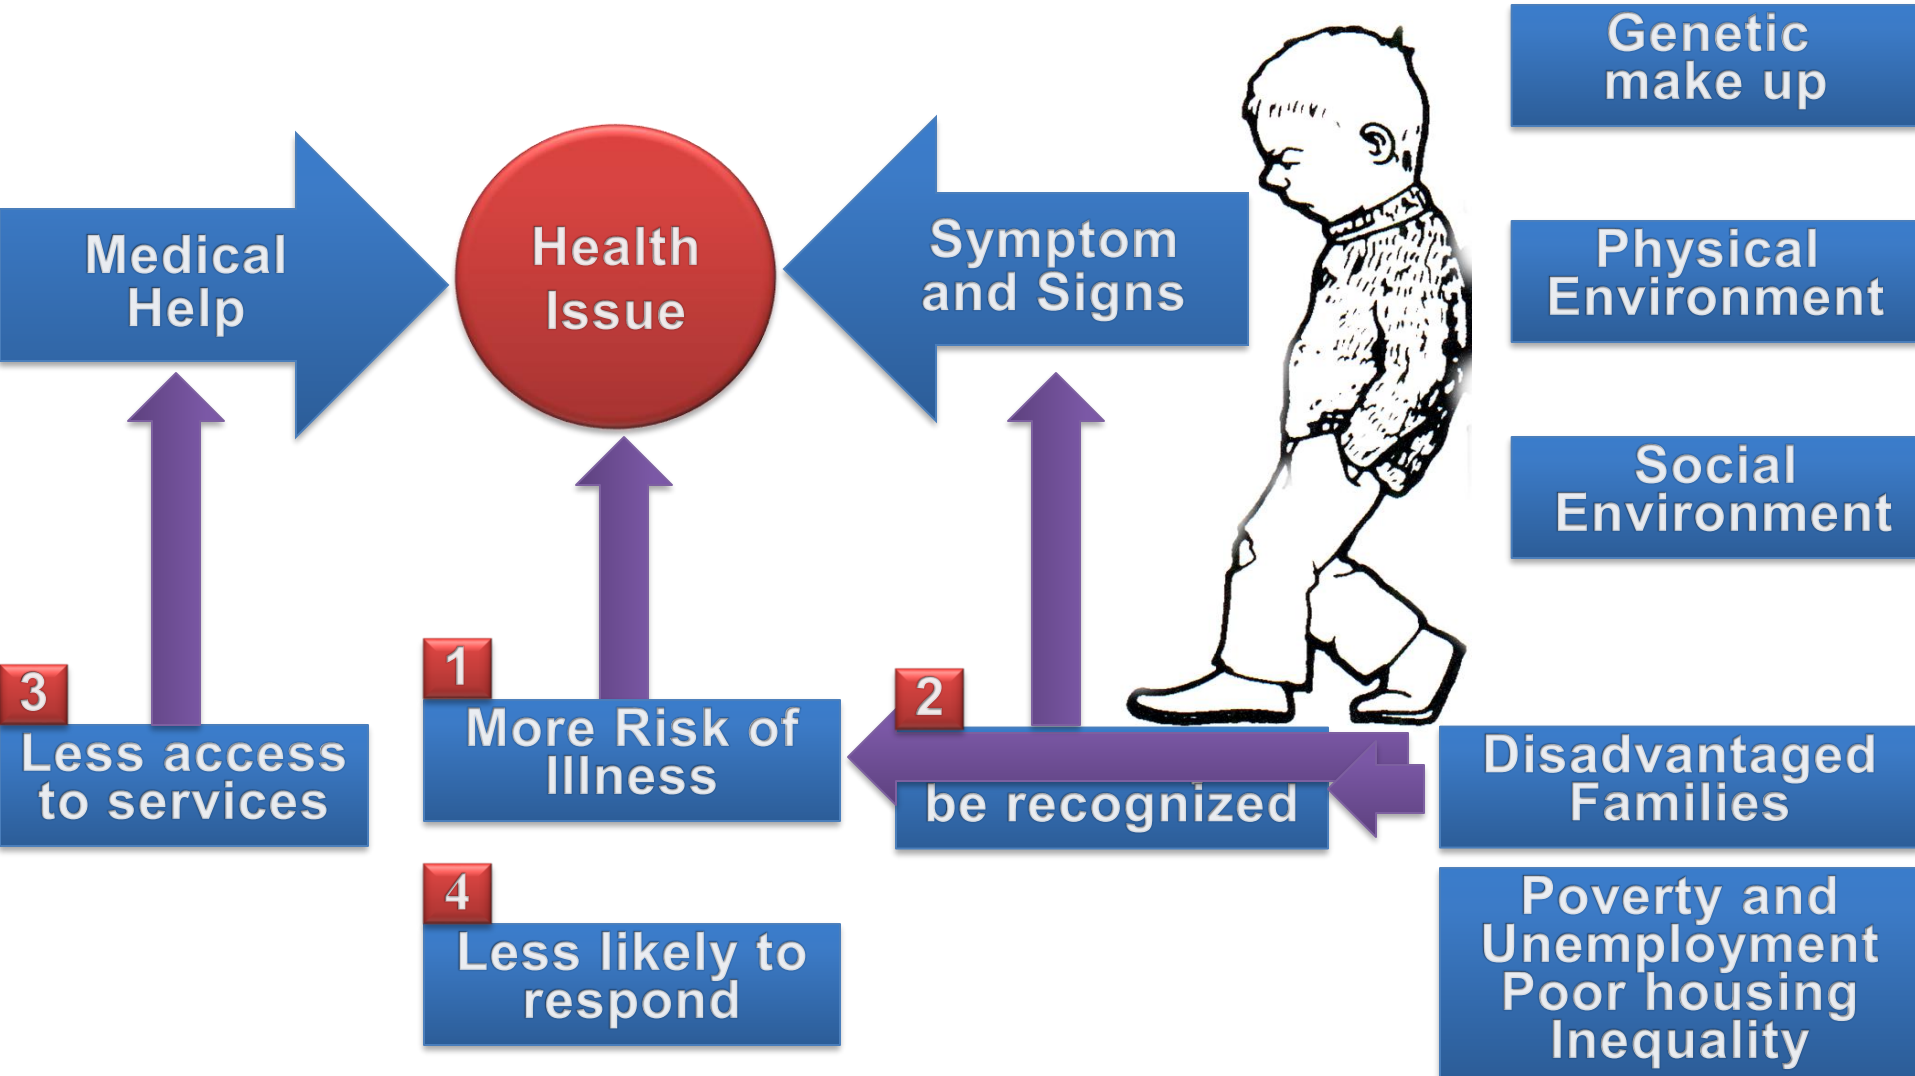 Genetic
make up
Medical
Help
Health
Issue
Symptom
and Signs
Physical
Environment
Social
Environment
3
Less access
to services
1
More Risk of
Illness
2
be recognized
Disadvantaged
Families
4
Less likely to
respond
Poverty and
Unemployment
Poor housing
Inequality